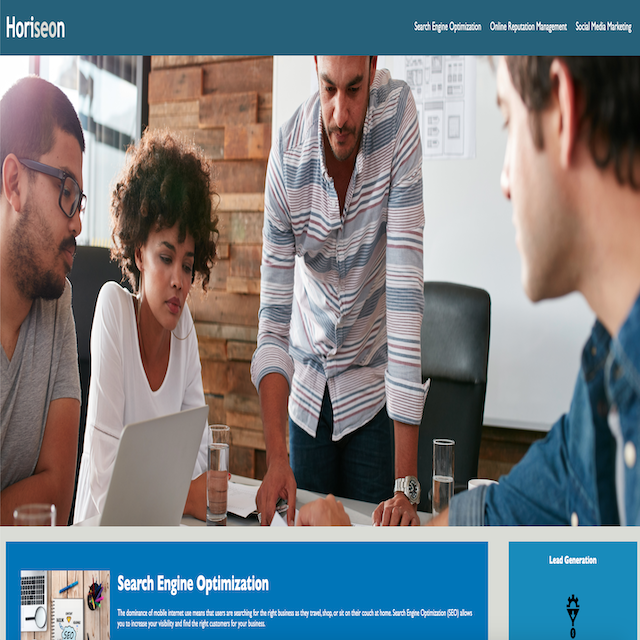 Horiseon
Search Engine Optimization Online Reputation Management Social Media Marketing
Search Engine Optimization
The dominance of mobile internet use means that users are searching for the right business as they travel, shop, or sit on their couch at home. Search Engine Optimization (SEO) allows
you to increase your visibility and find the right customers for your business.
SEO
Lead Generation